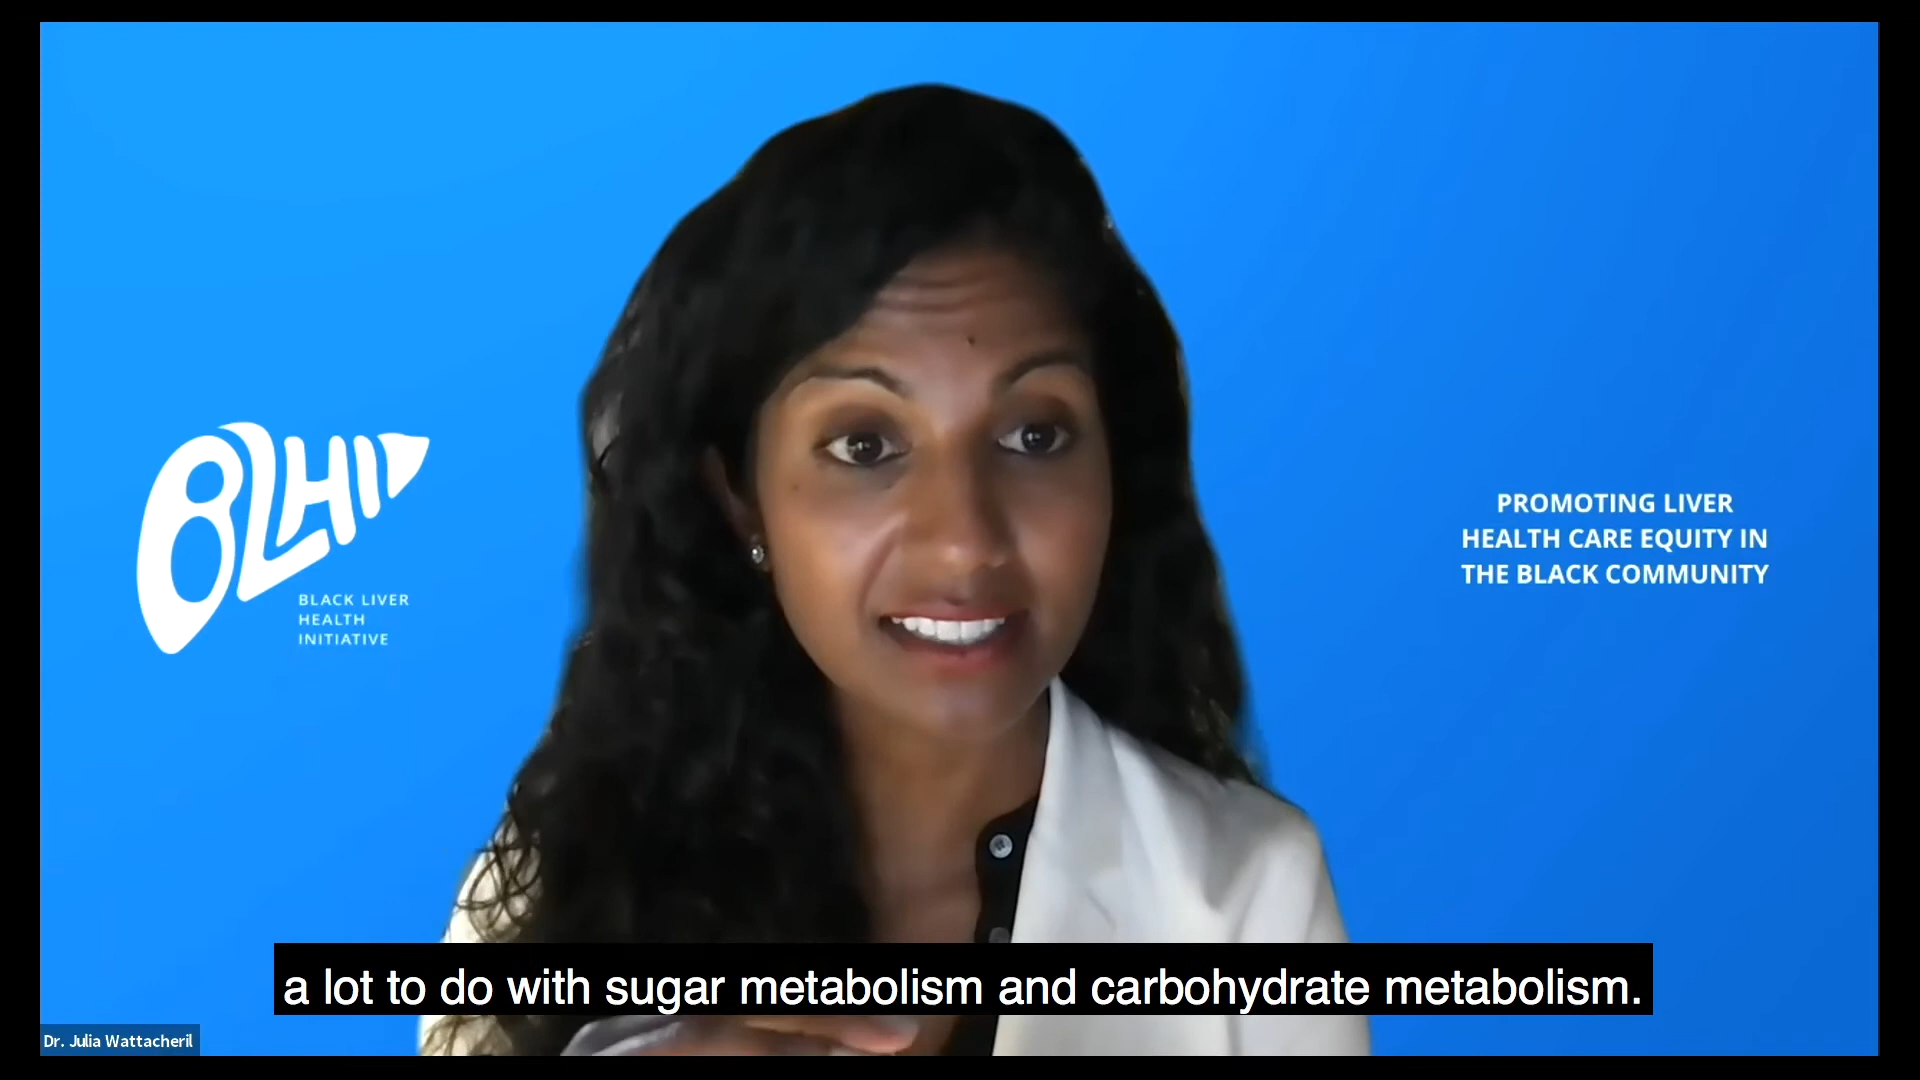 BLHI
BLACK LIVER
HEALTH
INITIATIVE
PROMOTING LIVER
HEALTH CARE EQUITY IN
THE BLACK COMMUNITY
a lot to do with sugar metabolism and carbohydrate metabolism.
Dr. Julia Wattacheril